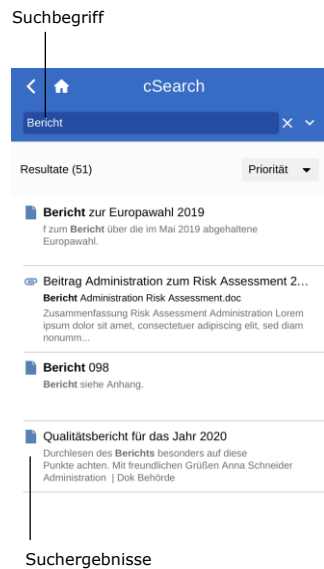 Suchbegriff
cSearch
Bericht
Resultate (51)
Priorität
Bericht zur Europawahl 2019
f zum Bericht über die im Mai 2019 abgehaltene
Europawahl.
Beitrag Administration zum Risk Assessment 2...
Bericht Administration Risk Assessment.doc
Zusammenfassung Risk Assessment Administration Lorem
ipsum dolor sit amet, consectetuer adipiscing elit, sed diam
nonumm...
Bericht 098
Bericht siehe Anhang.
Qualitätsbericht für das Jahr 2020
Durchlesen des Berichts besonders auf diese
Punkte achten. Mit freundlichen Grüßen Anna Schneider
Administration | Dok Behörde
Suchergebnisse